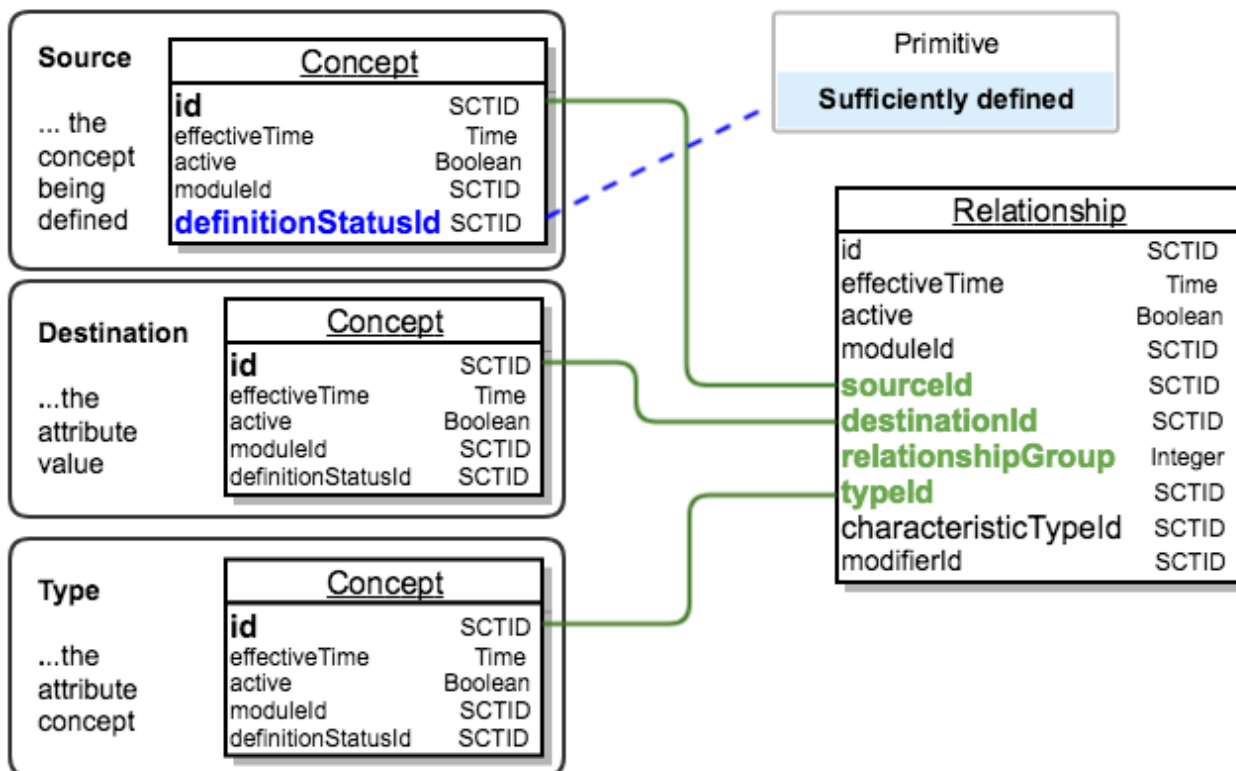 Source
... the
concept
being
defined
Concept
id SCTID
effectiveTime Time
active Boolean
moduleId SCTID
definitionStatusId SCTID
Primitive
Sufficiently defined
Destination
...the
attribute
value
Concept
id SCTID
effectiveTime Time
active Boolean
moduleId SCTID
definitionStatusId SCTID
Type
...the
attribute
concept
Concept
id SCTID
effectiveTime Time
active Boolean
moduleId SCTID
definitionStatusId SCTID
Relationship
id SCTID
effectiveTime Time
active Boolean
moduleId SCTID
sourceId SCTID
destinationId SCTID
relationshipGroup Integer
typeId SCTID
characteristicTypeId SCTID
modifierId SCTID